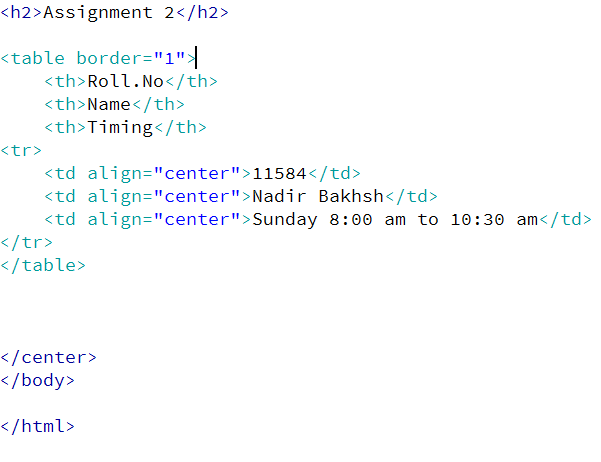 <h2>Assignment 2</h2>
<table border="1">
<th>Roll.No</th>
<th>Name</th>
<th>Timing</th>
<tr>
<td align="center">11584</td>
<td align="center">Nadir Bakhsh</td>
<td align="center">Sunday 8:00 am to 10:30 am</td>
</tr>
</table>
</center>
</body>
</html>